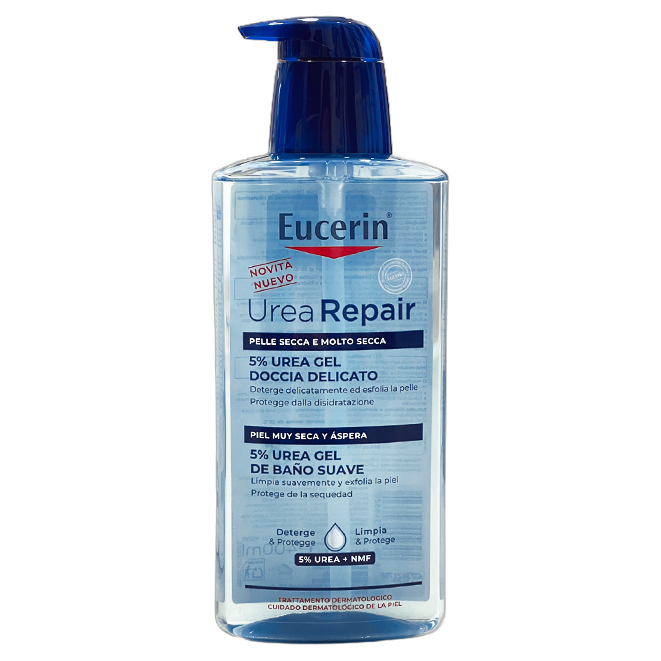 Eucerin®
NOVITÀ
NUEVO
Urea Repair
PELLE SECCA E MOLTO SECCA
5% UREA GEL
DOCCIA DELICATO
Deterge delicatamente ed esfolia la pelle
Protegge dalla disidratazione
PIEL MUY SECA Y ÁSPERA
5% UREA GEL
DE BAÑO SUAVE
Limpia suavemente y exfolia la piel
Protege de la sequedad
Deterge & Protegge
Limpia & Protege
5% UREA + NMF
TRATTAMENTO DERMATOLOGICO
CUIDADO DERMATOLÓGICO DE LA PIEL